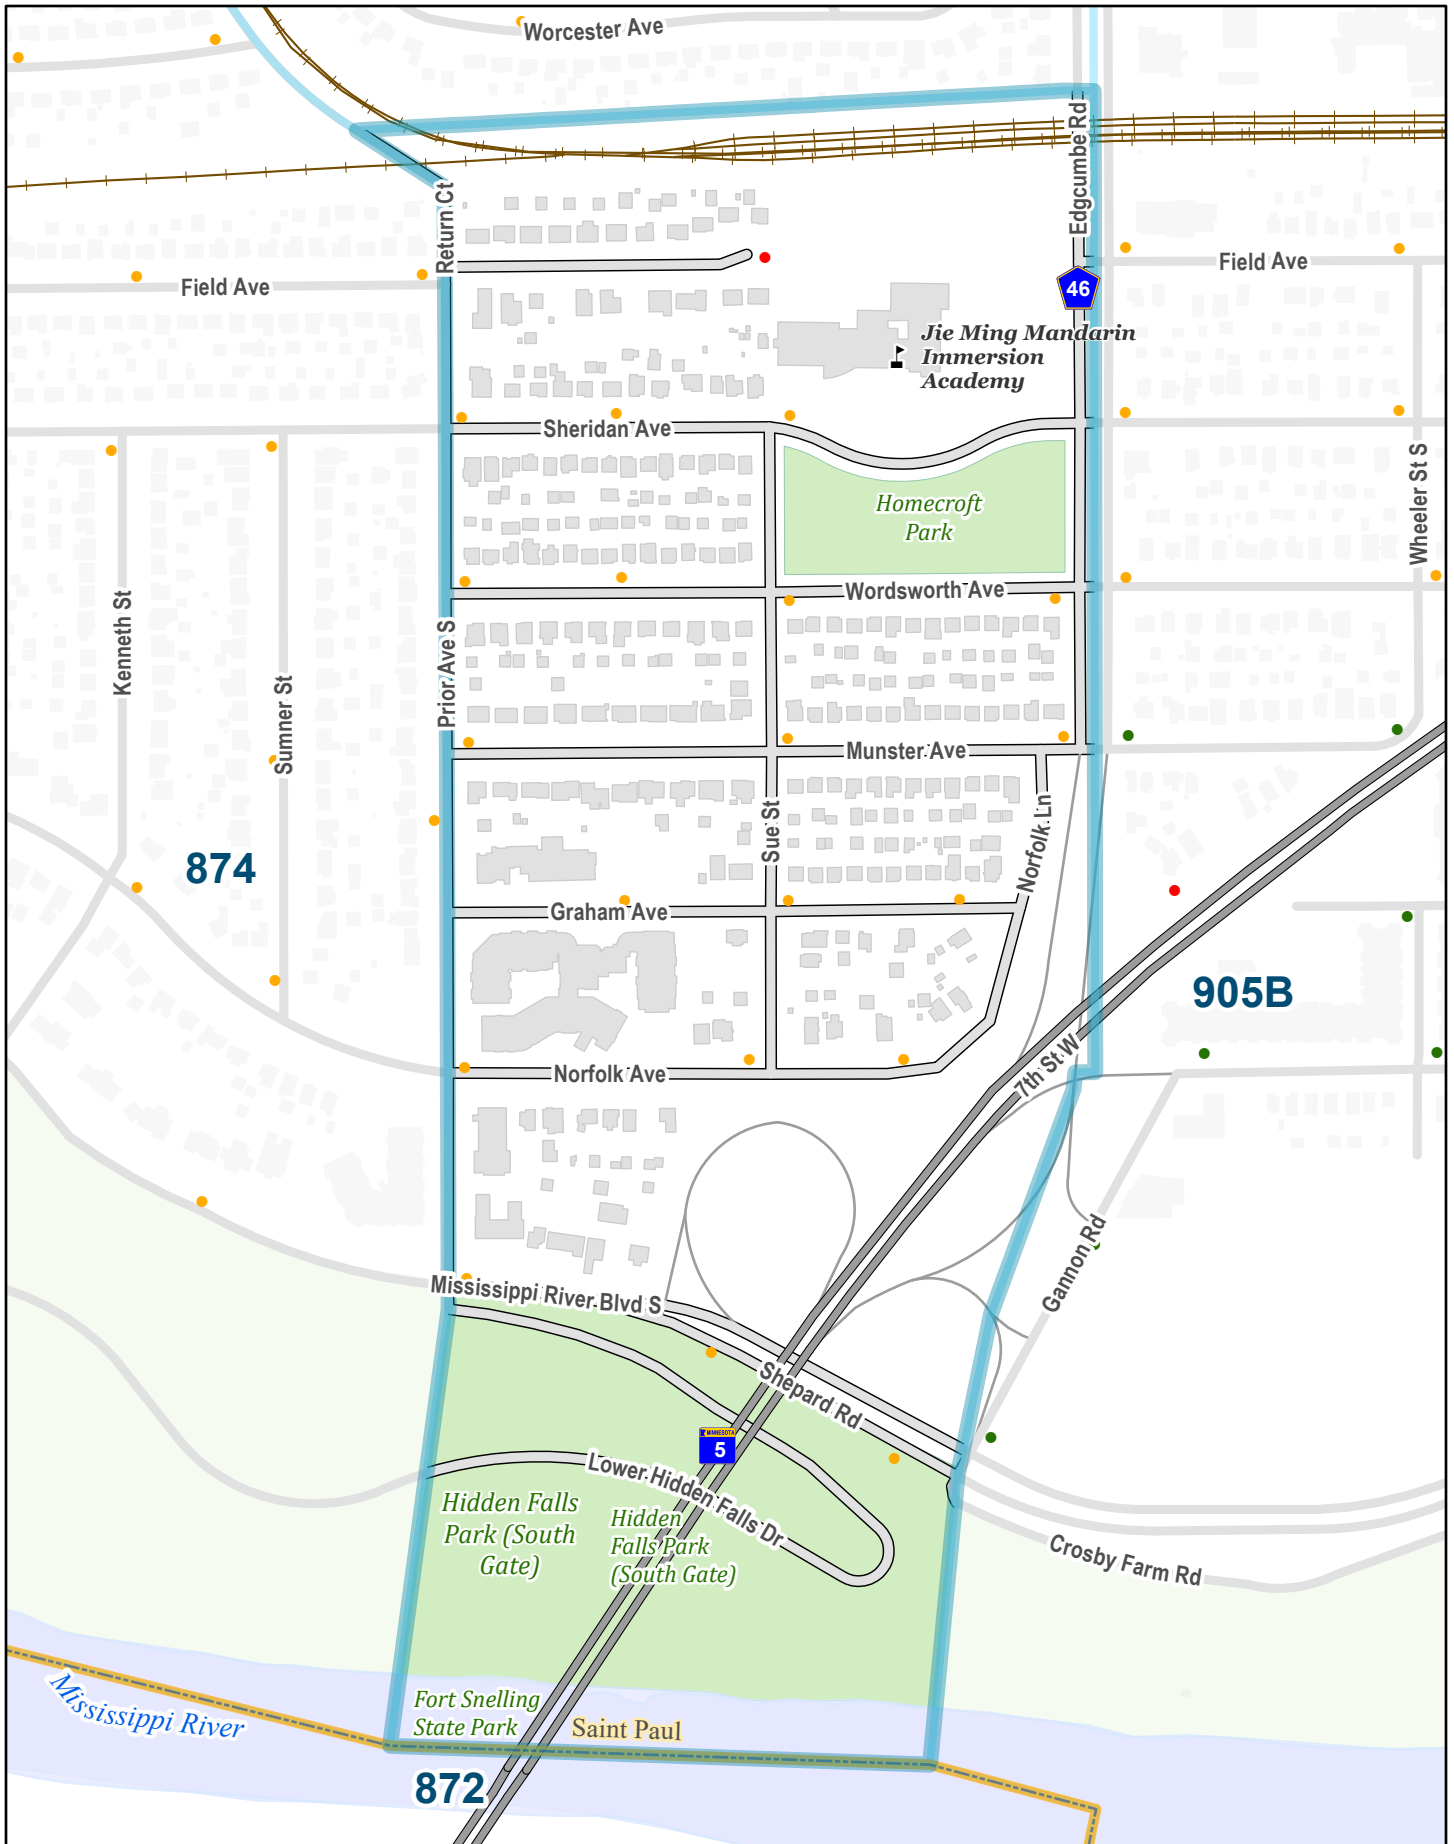 Worcester Ave
Edgcumbe Rd
Return Ct
Field Ave
Field Ave
46
Jie Ming Mandarin
Immersion
Academy
Sheridan Ave
Homecroft
Park
Wheeler St S
Kenneth St
Wordsworth Ave
Prior Ave S
Sumner St
Munster Ave
Sue St
Norfolk Ln
874
Graham Ave
905B
7th St W
Norfolk Ave
Gannon Rd
Mississippi River Blvd S
Shepard Rd
MINNESOTA
5
Lower Hidden Falls Dr
Hidden Falls
Park (South
Gate)
Hidden
Falls Park
(South Gate)
Crosby Farm Rd
Mississippi River
Fort Snelling
State Park
Saint Paul
872